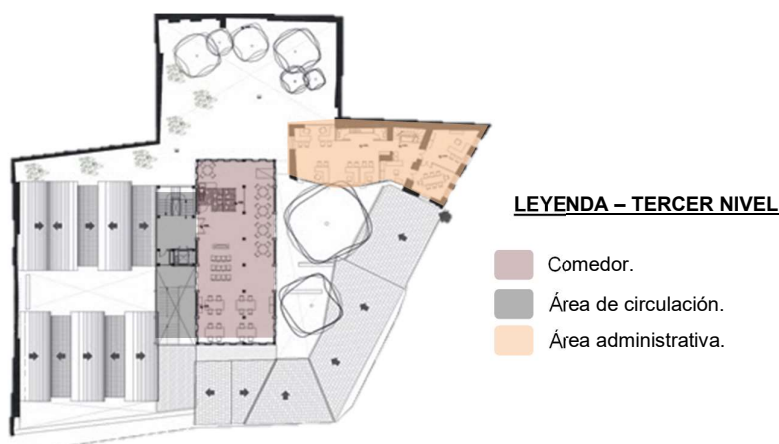 LEYENDA – TERCER NIVEL
Comedor.
Área de circulación.
Área administrativa.